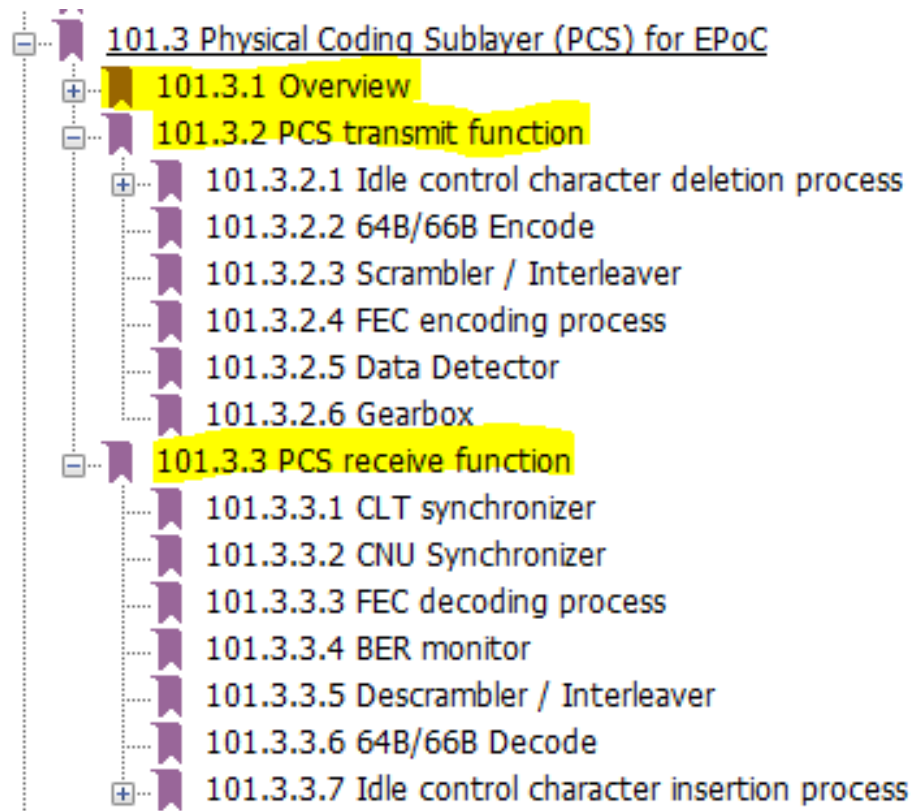 101.3 Physical Coding Sublayer (PCS) for EPoC
101.3.1 Overview
101.3.2 PCS transmit function
101.3.2.1 Idle control character deletion process
101.3.2.2 64B/66B Encode
101.3.2.3 Scrambler / Interleaver
101.3.2.4 FEC encoding process
101.3.2.5 Data Detector
101.3.2.6 Gearbox
101.3.3 PCS receive function
101.3.3.1 CLT synchronizer
101.3.3.2 CNU Synchronizer
101.3.3.3 FEC decoding process
101.3.3.4 BER monitor
101.3.3.5 Descrambler / Interleaver
101.3.3.6 64B/66B Decode
101.3.3.7 Idle control character insertion process